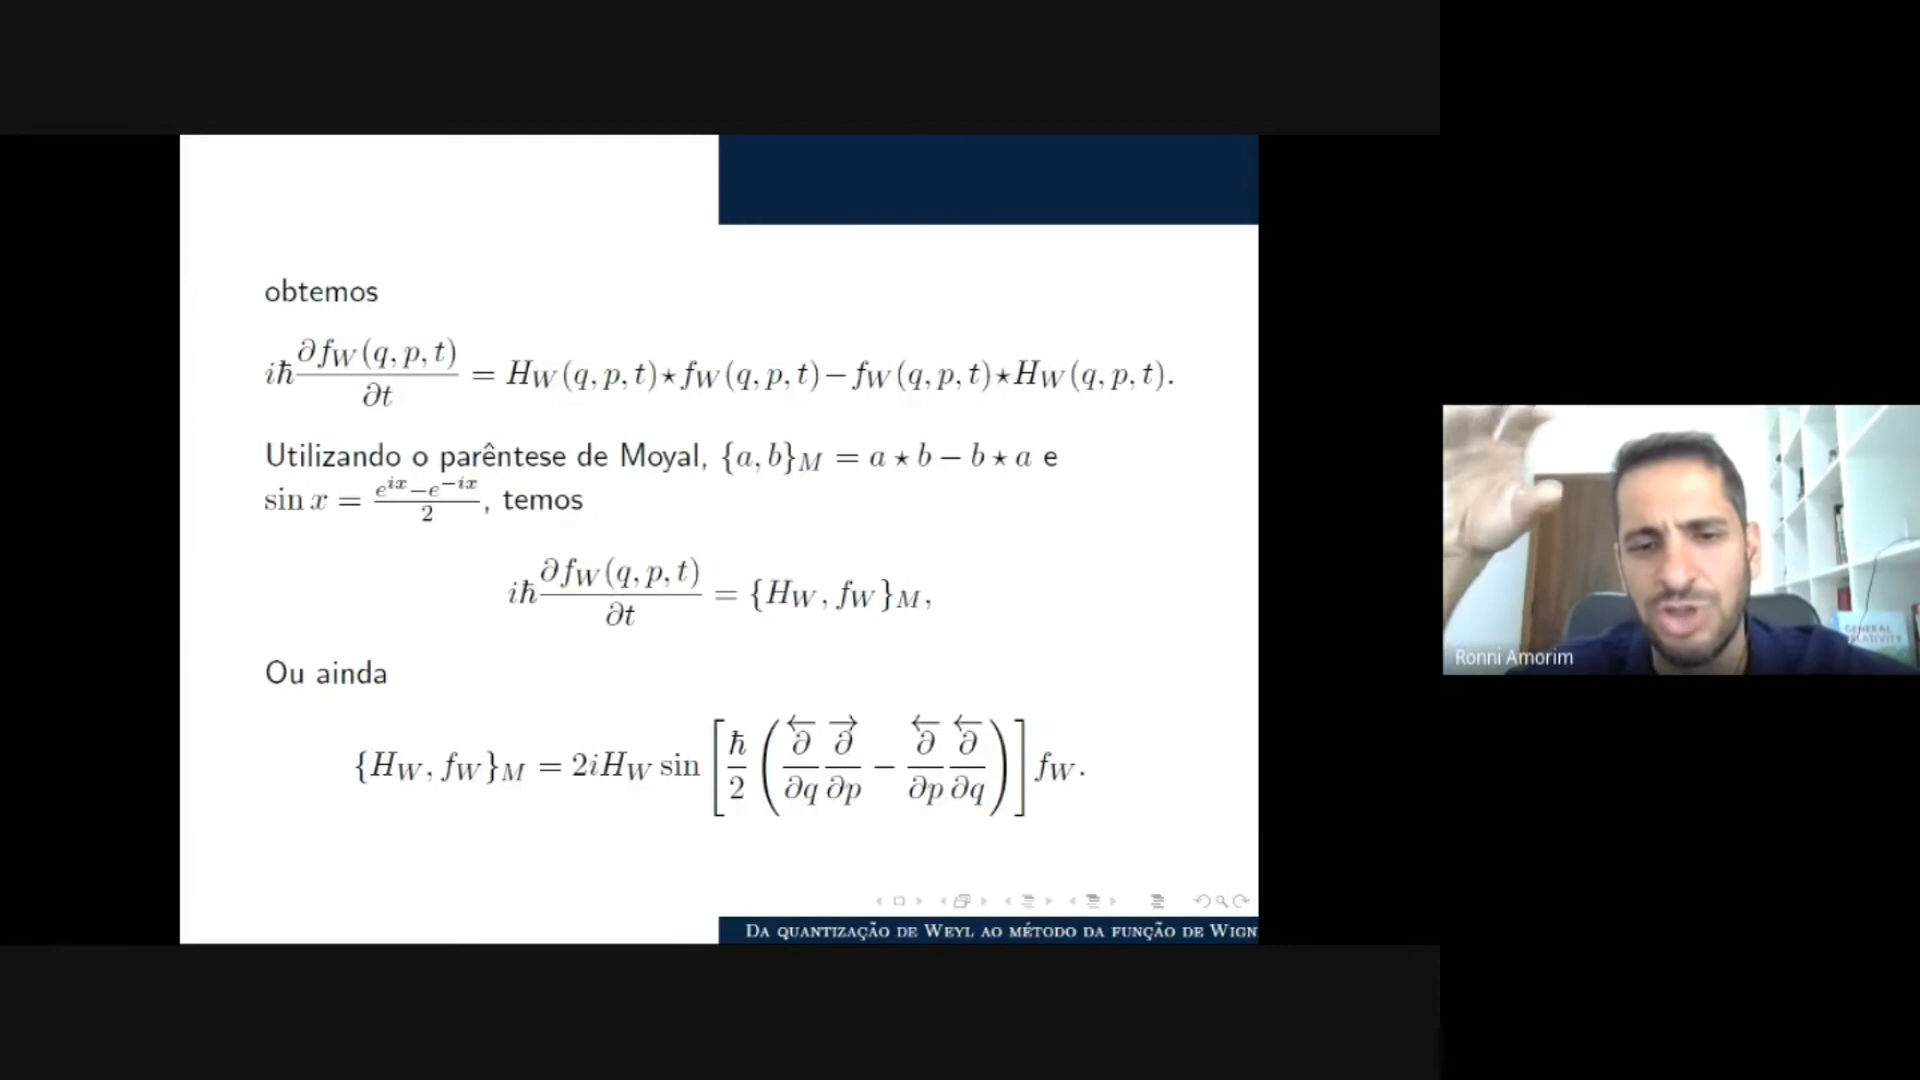 obtemos
iħ ∂f_W(q, p, t)/∂t = H_W(q, p, t)⋆f_W(q, p, t)−f_W(q, p, t)⋆H_W(q, p, t).
Utilizando o parêntese de Moyal, {a, b}_M = a ⋆ b − b ⋆ a e
sin x = (e^{ix} − e^{−ix})/2, temos
iħ ∂f_W(q, p, t)/∂t = {H_W, f_W}_M,
Ou ainda
{H_W, f_W}_M = 2iH_W sin [ħ/2 (←∂/∂q →∂/∂p − ←∂/∂p ←∂/∂q)] f_W.
DA QUANTIZAÇÃO DE WEYL AO MÉTODO DA FUNÇÃO DE WIGN
GENERAL
Ronni Amorim